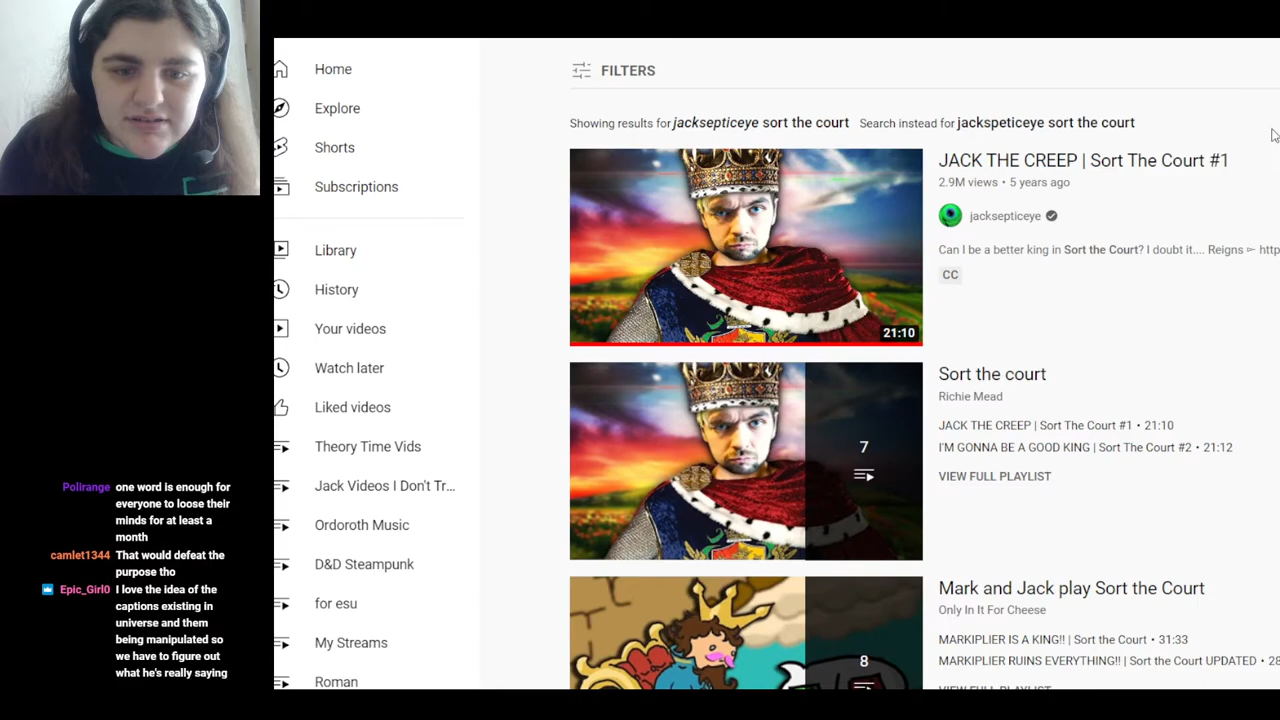 Home
Explore
Shorts
Subscriptions
Library
History
Your videos
Watch later
Liked videos
Theory Time Vids
Jack Videos I Don't Tr...
Ordoroth Music
D&D Steampunk
for esu
My Streams
Roman
FILTERS
Showing results for jacksepticeye sort the court Search instead for jackspeticeye sort the court
21:10
JACK THE CREEP | Sort The Court #1
2.9M views • 5 years ago
jacksepticeye
Can I be a better king in Sort the Court? I doubt it.... Reigns ► http
CC
7
Sort the court
Richie Mead
JACK THE CREEP | Sort The Court #1 • 21:10
I'M GONNA BE A GOOD KING | Sort The Court #2 • 21:12
VIEW FULL PLAYLIST
8
Mark and Jack play Sort the Court
Only In It For Cheese
MARKIPLIER IS A KING!! | Sort the Court • 31:33
MARKIPLIER RUINS EVERYTHING!! | Sort the Court UPDATED • 28
VIEW FULL PLAYLIST
Polirange one word is enough for
everyone to loose their
minds for at least a
month
camlet1344 That would defeat the
purpose tho
Epic_Girl0 I love the idea of the
captions existing in
universe and them
being manipulated so
we have to figure out
what he's really saying